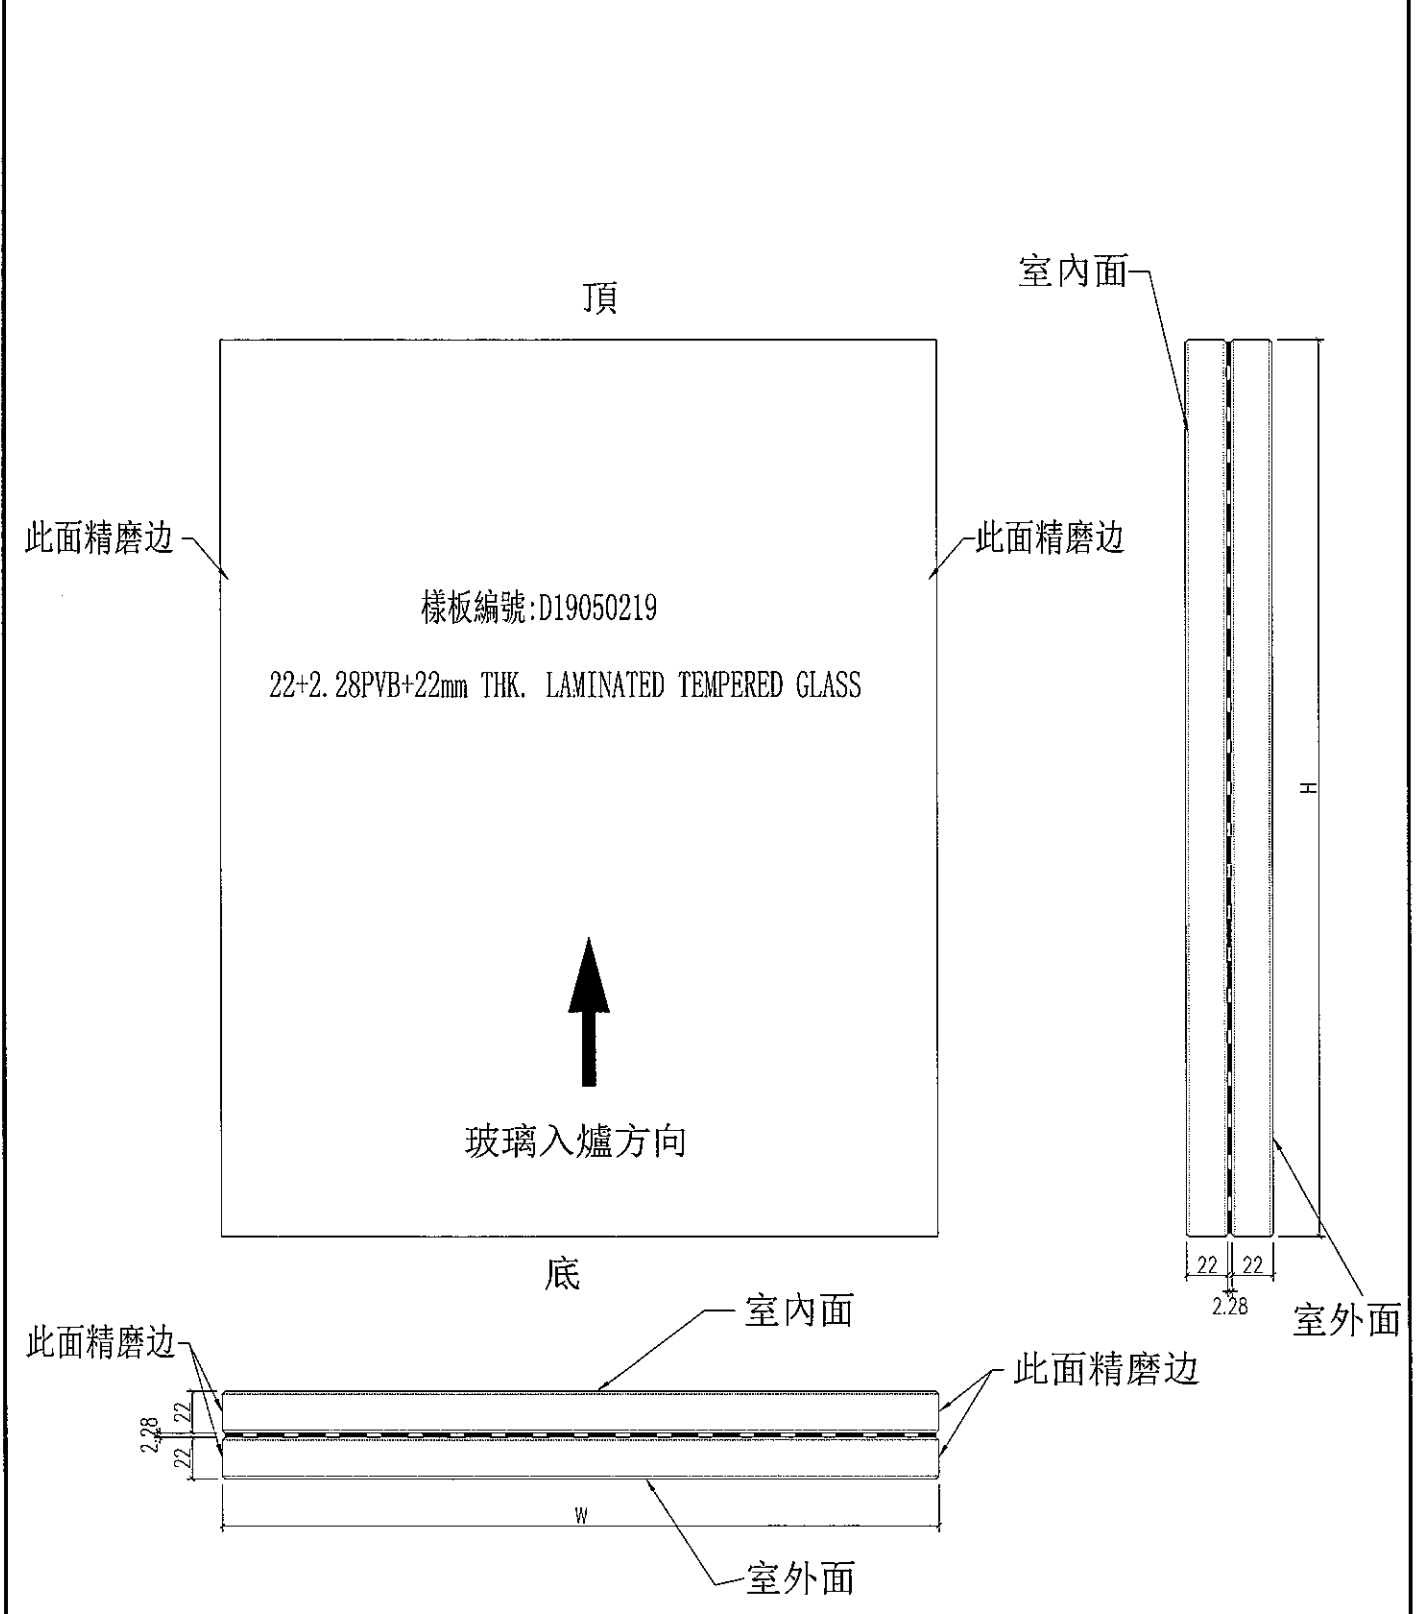 室內面
頂
此面精磨边
此面精磨边
樣板編號:D19050219
22+2.28PVB+22mm THK. LAMINATED TEMPERED GLASS
H
玻璃入爐方向
底
22
22
2.28
室外面
室內面
此面精磨边
此面精磨边
22
2.28
22
W
室外面